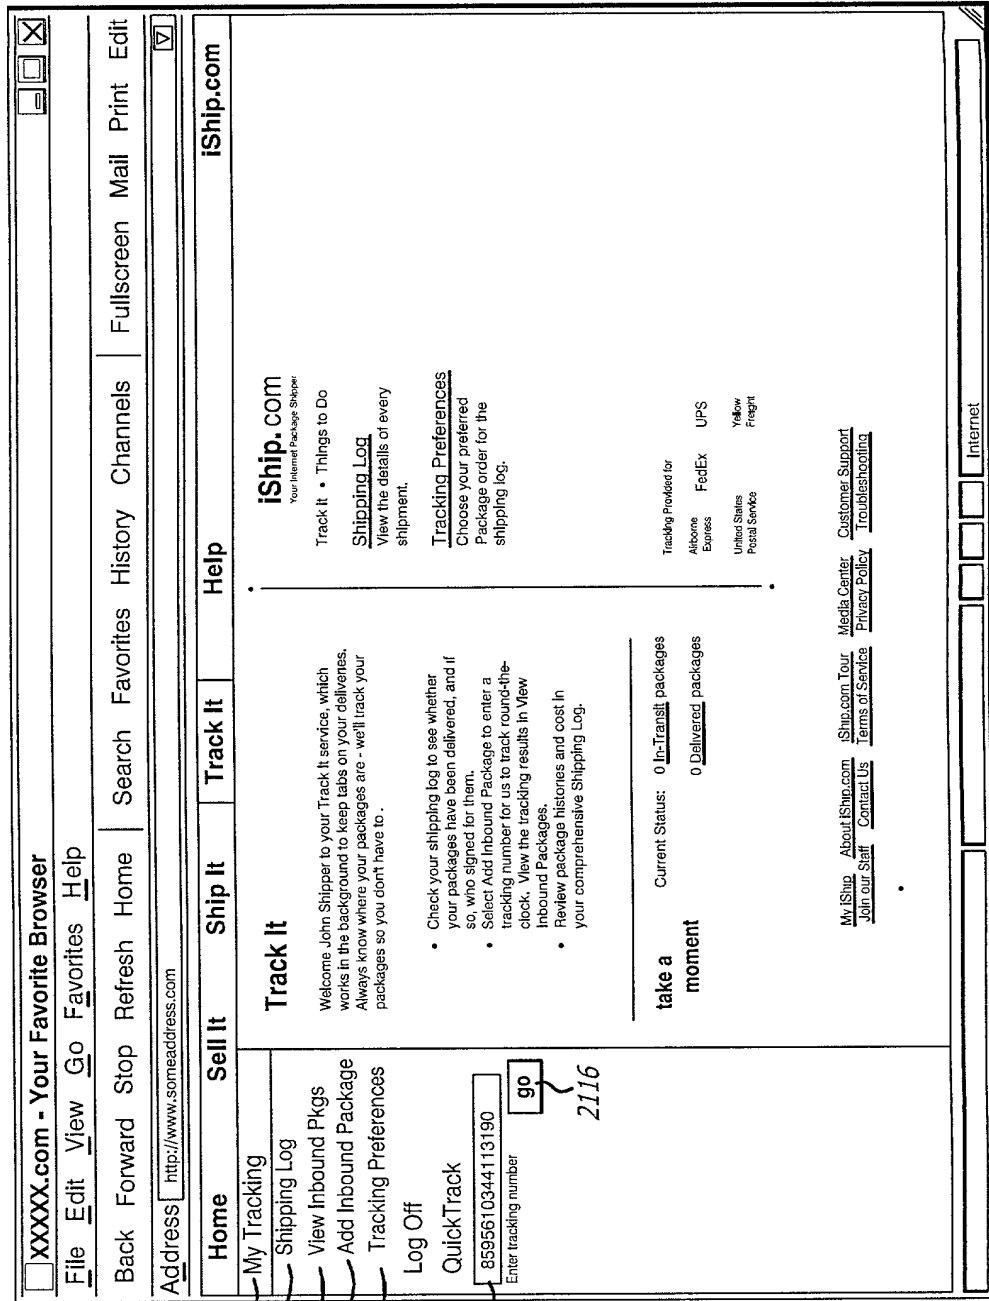 XXXXX.com - Your Favorite Browser
File Edit View Go Favorites Help
Back Forward Stop Refresh Home Search Favorites History Channels Fullscreen Mail Print Edit
Address http://www.someaddress.com
Home Sell It Ship It Track It Help iShip.com
My Tracking
Shipping Log
View Inbound Pkgs
Add Inbound Package
Tracking Preferences
Log Off
QuickTrack
8595610344113190
Enter tracking number
go
2116
Track It
Welcome John Shipper to your Track It service, which
works in the background to keep tabs on your deliveries.
Always know where your packages are - we'll track your
packages so you don't have to .
• Check your shipping log to see whether
your packages have been delivered, and if
so, who signed for them.
• Select Add Inbound Package to enter a
tracking number for us to track round-the-
clock. View the tracking results in View
Inbound Packages.
• Review package histories and cost in
your comprehensive Shipping Log.
take a
moment
Current Status: 0 In-Transit packages
0 Delivered packages
iShip.com
Your Internet Package Shipper
Track It • Things to Do
Shipping Log
View the details of every
shipment.
Tracking Preferences
Choose your preferred
Package order for the
shipping log.
Tracking Provided for
Airborne
Express
FedEx
UPS
United States
Postal Service
Yellow
Freight
My iShip About iShip.com iShip.com Tour Media Center Customer Support
Join our Staff Contact Us Terms of Service Privacy Policy Troubleshooting
Internet